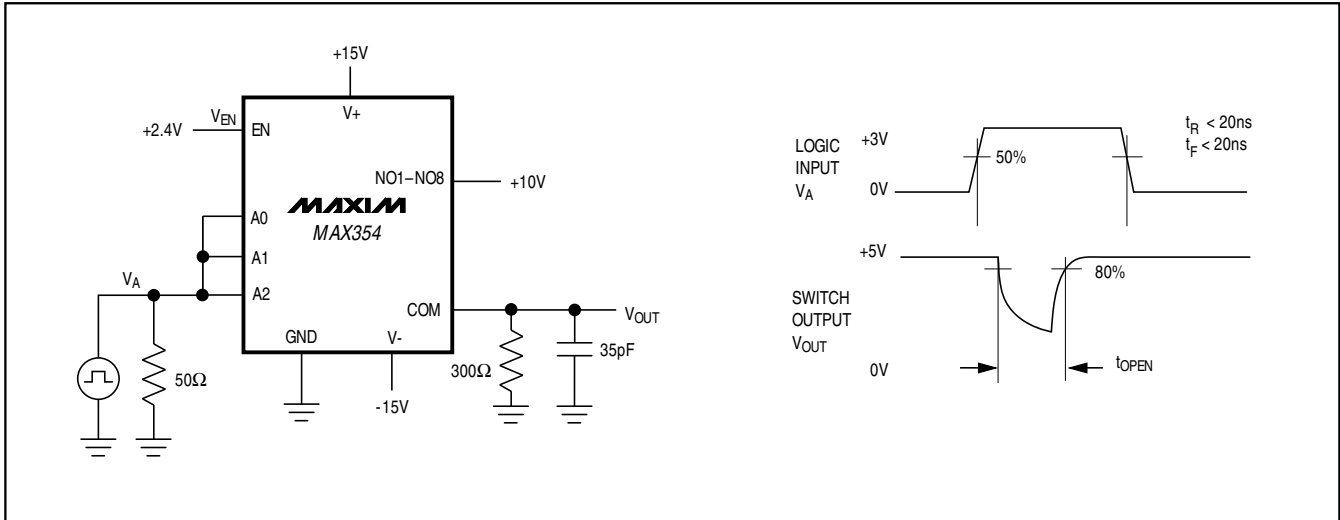 +15V
V+
VEN
+2.4V
EN
NO1–NO8
+10V
MAXIM
MAX354
A0
A1
A2
VA
COM
VOUT
GND
V-
50Ω
300Ω
35pF
-15V
LOGIC
INPUT
VA
+3V
0V
50%
tR < 20ns
tF < 20ns
+5V
80%
SWITCH
OUTPUT
VOUT
0V
tOPEN